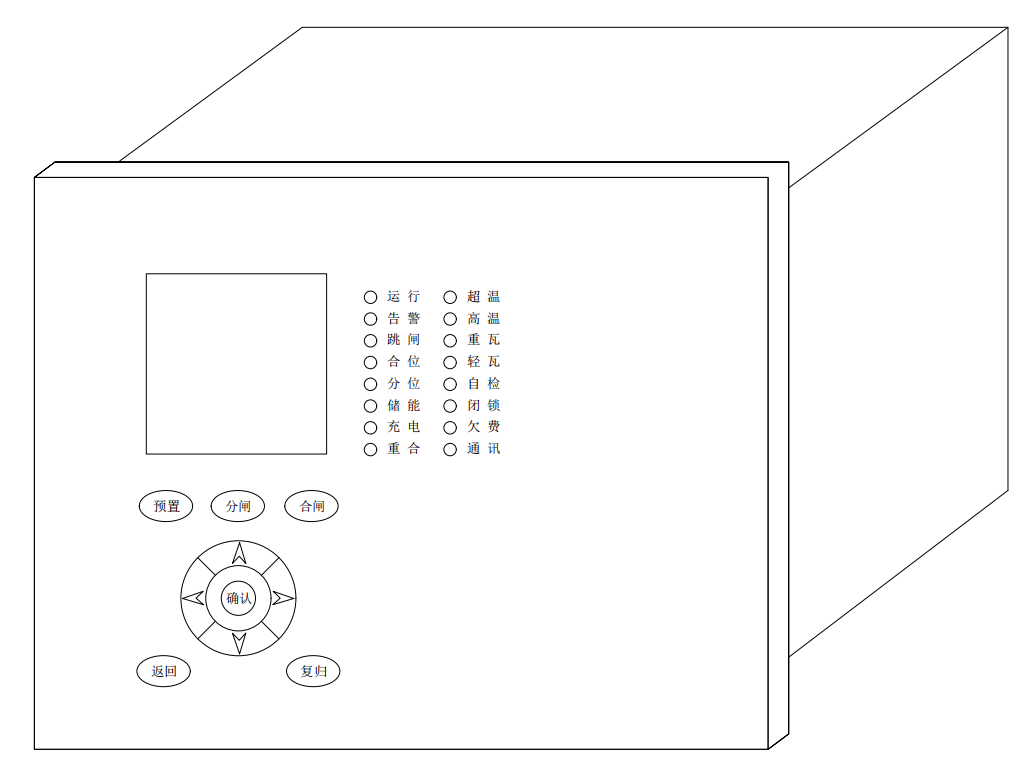 运行 超温
告警 高温
跳闸 重瓦
合位 轻瓦
分位 自检
储能 闭锁
充电 欠费
重合 通讯
预置 分闸 合闸
确认
返回 复归